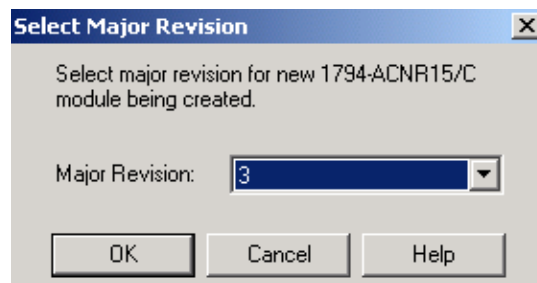 Select Major Revision
Select major revision for new 1794-ACNR15/C
module being created.
Major Revision: 3
OK Cancel Help